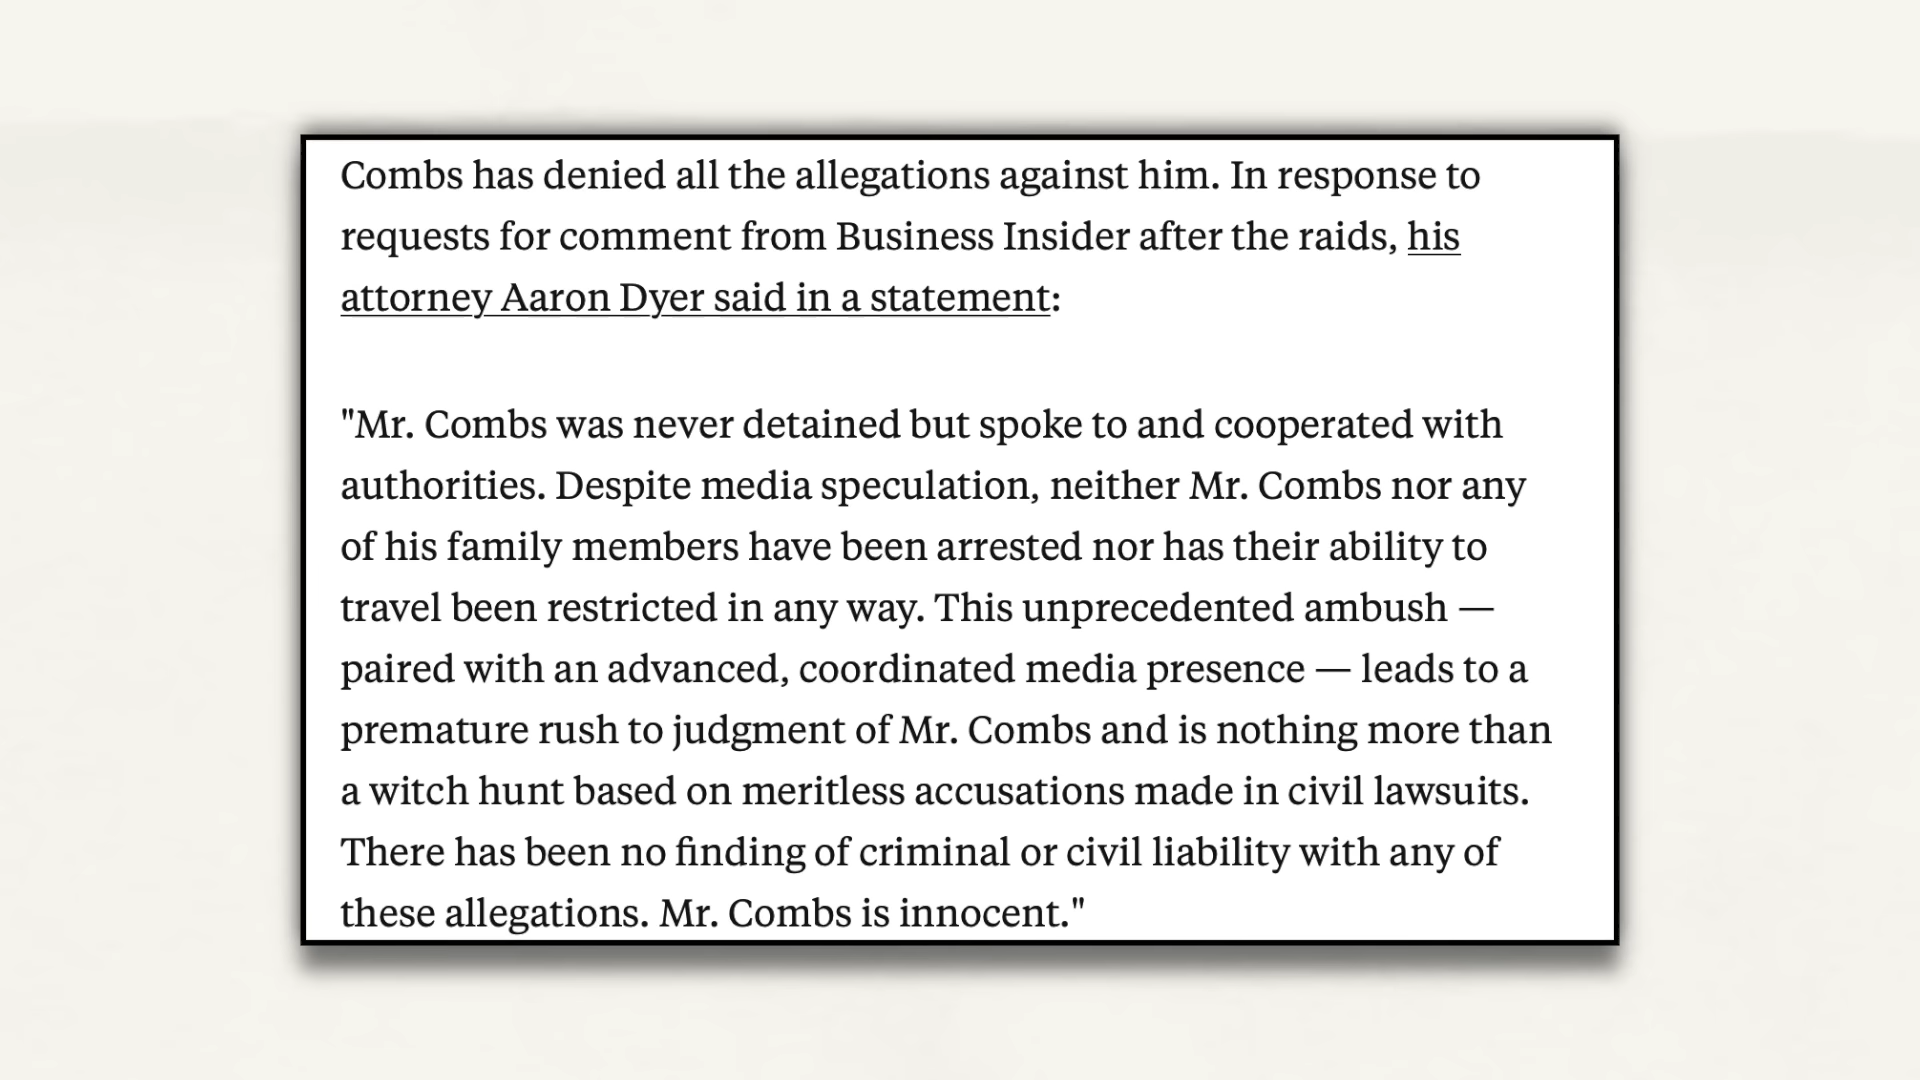 Combs has denied all the allegations against him. In response to
requests for comment from Business Insider after the raids, his
attorney Aaron Dyer said in a statement:
"Mr. Combs was never detained but spoke to and cooperated with
authorities. Despite media speculation, neither Mr. Combs nor any
of his family members have been arrested nor has their ability to
travel been restricted in any way. This unprecedented ambush —
paired with an advanced, coordinated media presence — leads to a
premature rush to judgment of Mr. Combs and is nothing more than
a witch hunt based on meritless accusations made in civil lawsuits.
There has been no finding of criminal or civil liability with any of
these allegations. Mr. Combs is innocent."